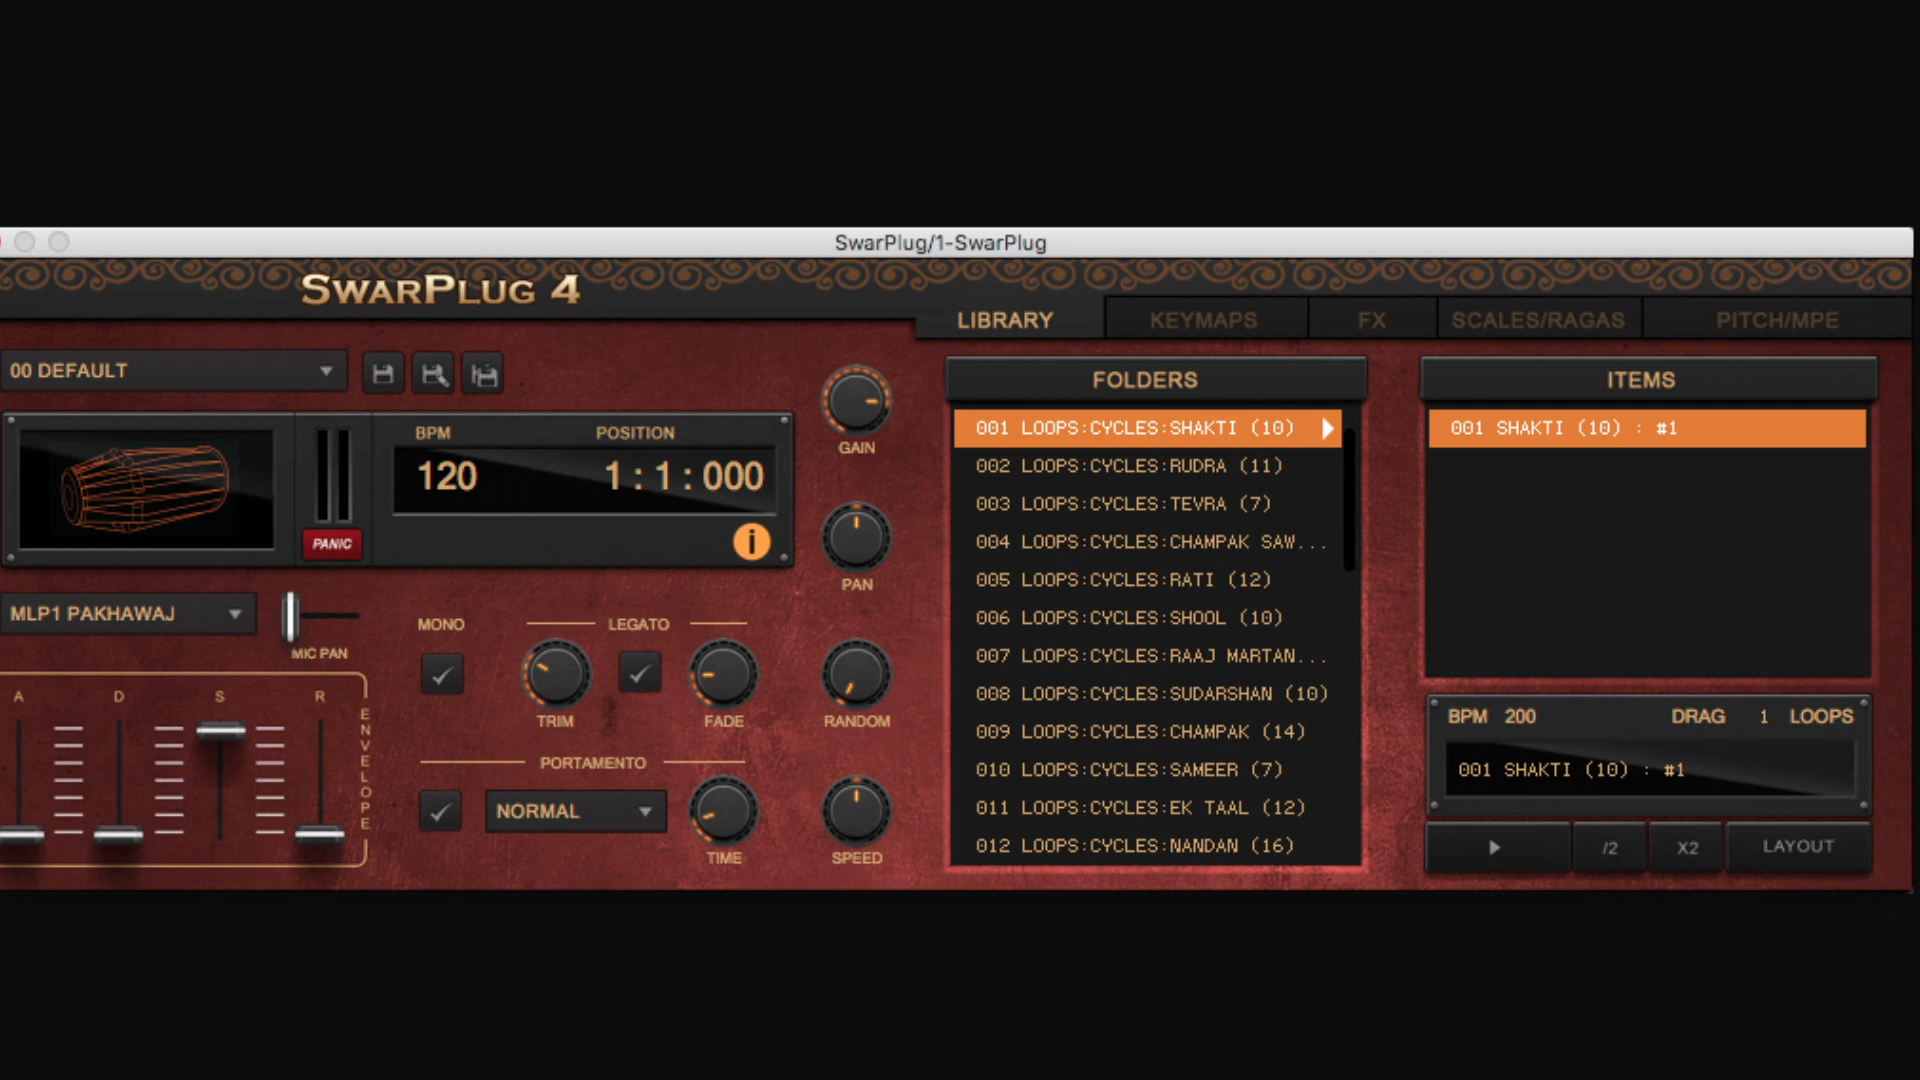 SwarPlug/1-SwarPlug
SWARPLUG 4
LIBRARY
KEYMAPS
FX
SCALES/RAGAS
PITCH/MPE
00 DEFAULT
BPM
POSITION
120
1:1:000
PANIC
i
GAIN
PAN
MLP1 PAKHAWAJ
MIC PAN
MONO
LEGATO
TRIM
FADE
RANDOM
A
D
S
R
ENVELOPE
PORTAMENTO
NORMAL
TIME
SPEED
FOLDERS
001 LOOPS:CYCLES:SHAKTI (10)
002 LOOPS:CYCLES:RUDRA (11)
003 LOOPS:CYCLES:TEVRA (7)
004 LOOPS:CYCLES:CHAMPAK SAW...
005 LOOPS:CYCLES:RATI (12)
006 LOOPS:CYCLES:SHOOL (10)
007 LOOPS:CYCLES:RAAJ MARTAN...
008 LOOPS:CYCLES:SUDARSHAN (10)
009 LOOPS:CYCLES:CHAMPAK (14)
010 LOOPS:CYCLES:SAMEER (7)
011 LOOPS:CYCLES:EK TAAL (12)
012 LOOPS:CYCLES:NANDAN (16)
ITEMS
001 SHAKTI (10) : #1
BPM 200
DRAG 1 LOOPS
001 SHAKTI (10) : #1
/2
X2
LAYOUT